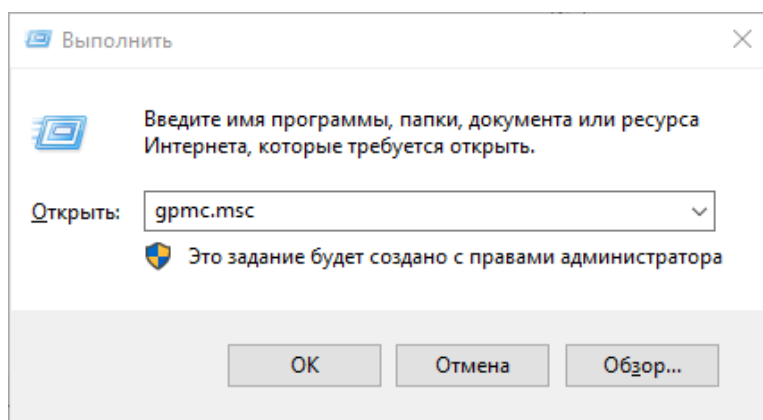 Выполнить
Введите имя программы, папки, документа или ресурса
Интернета, которые требуется открыть.
Открыть: gpmc.msc
Это задание будет создано с правами администратора
ОК Отмена Обзор...